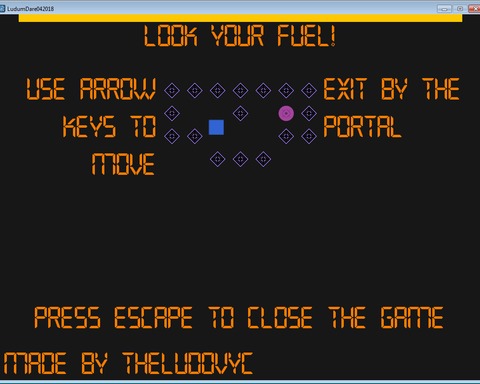 LudumDare042018
LOOK YOUR FUEL!
USE ARROW
KEYS TO
MOVE
EXIT BY THE
PORTAL
PRESS ESCAPE TO CLOSE THE GAME
MADE BY THELUDOVYC